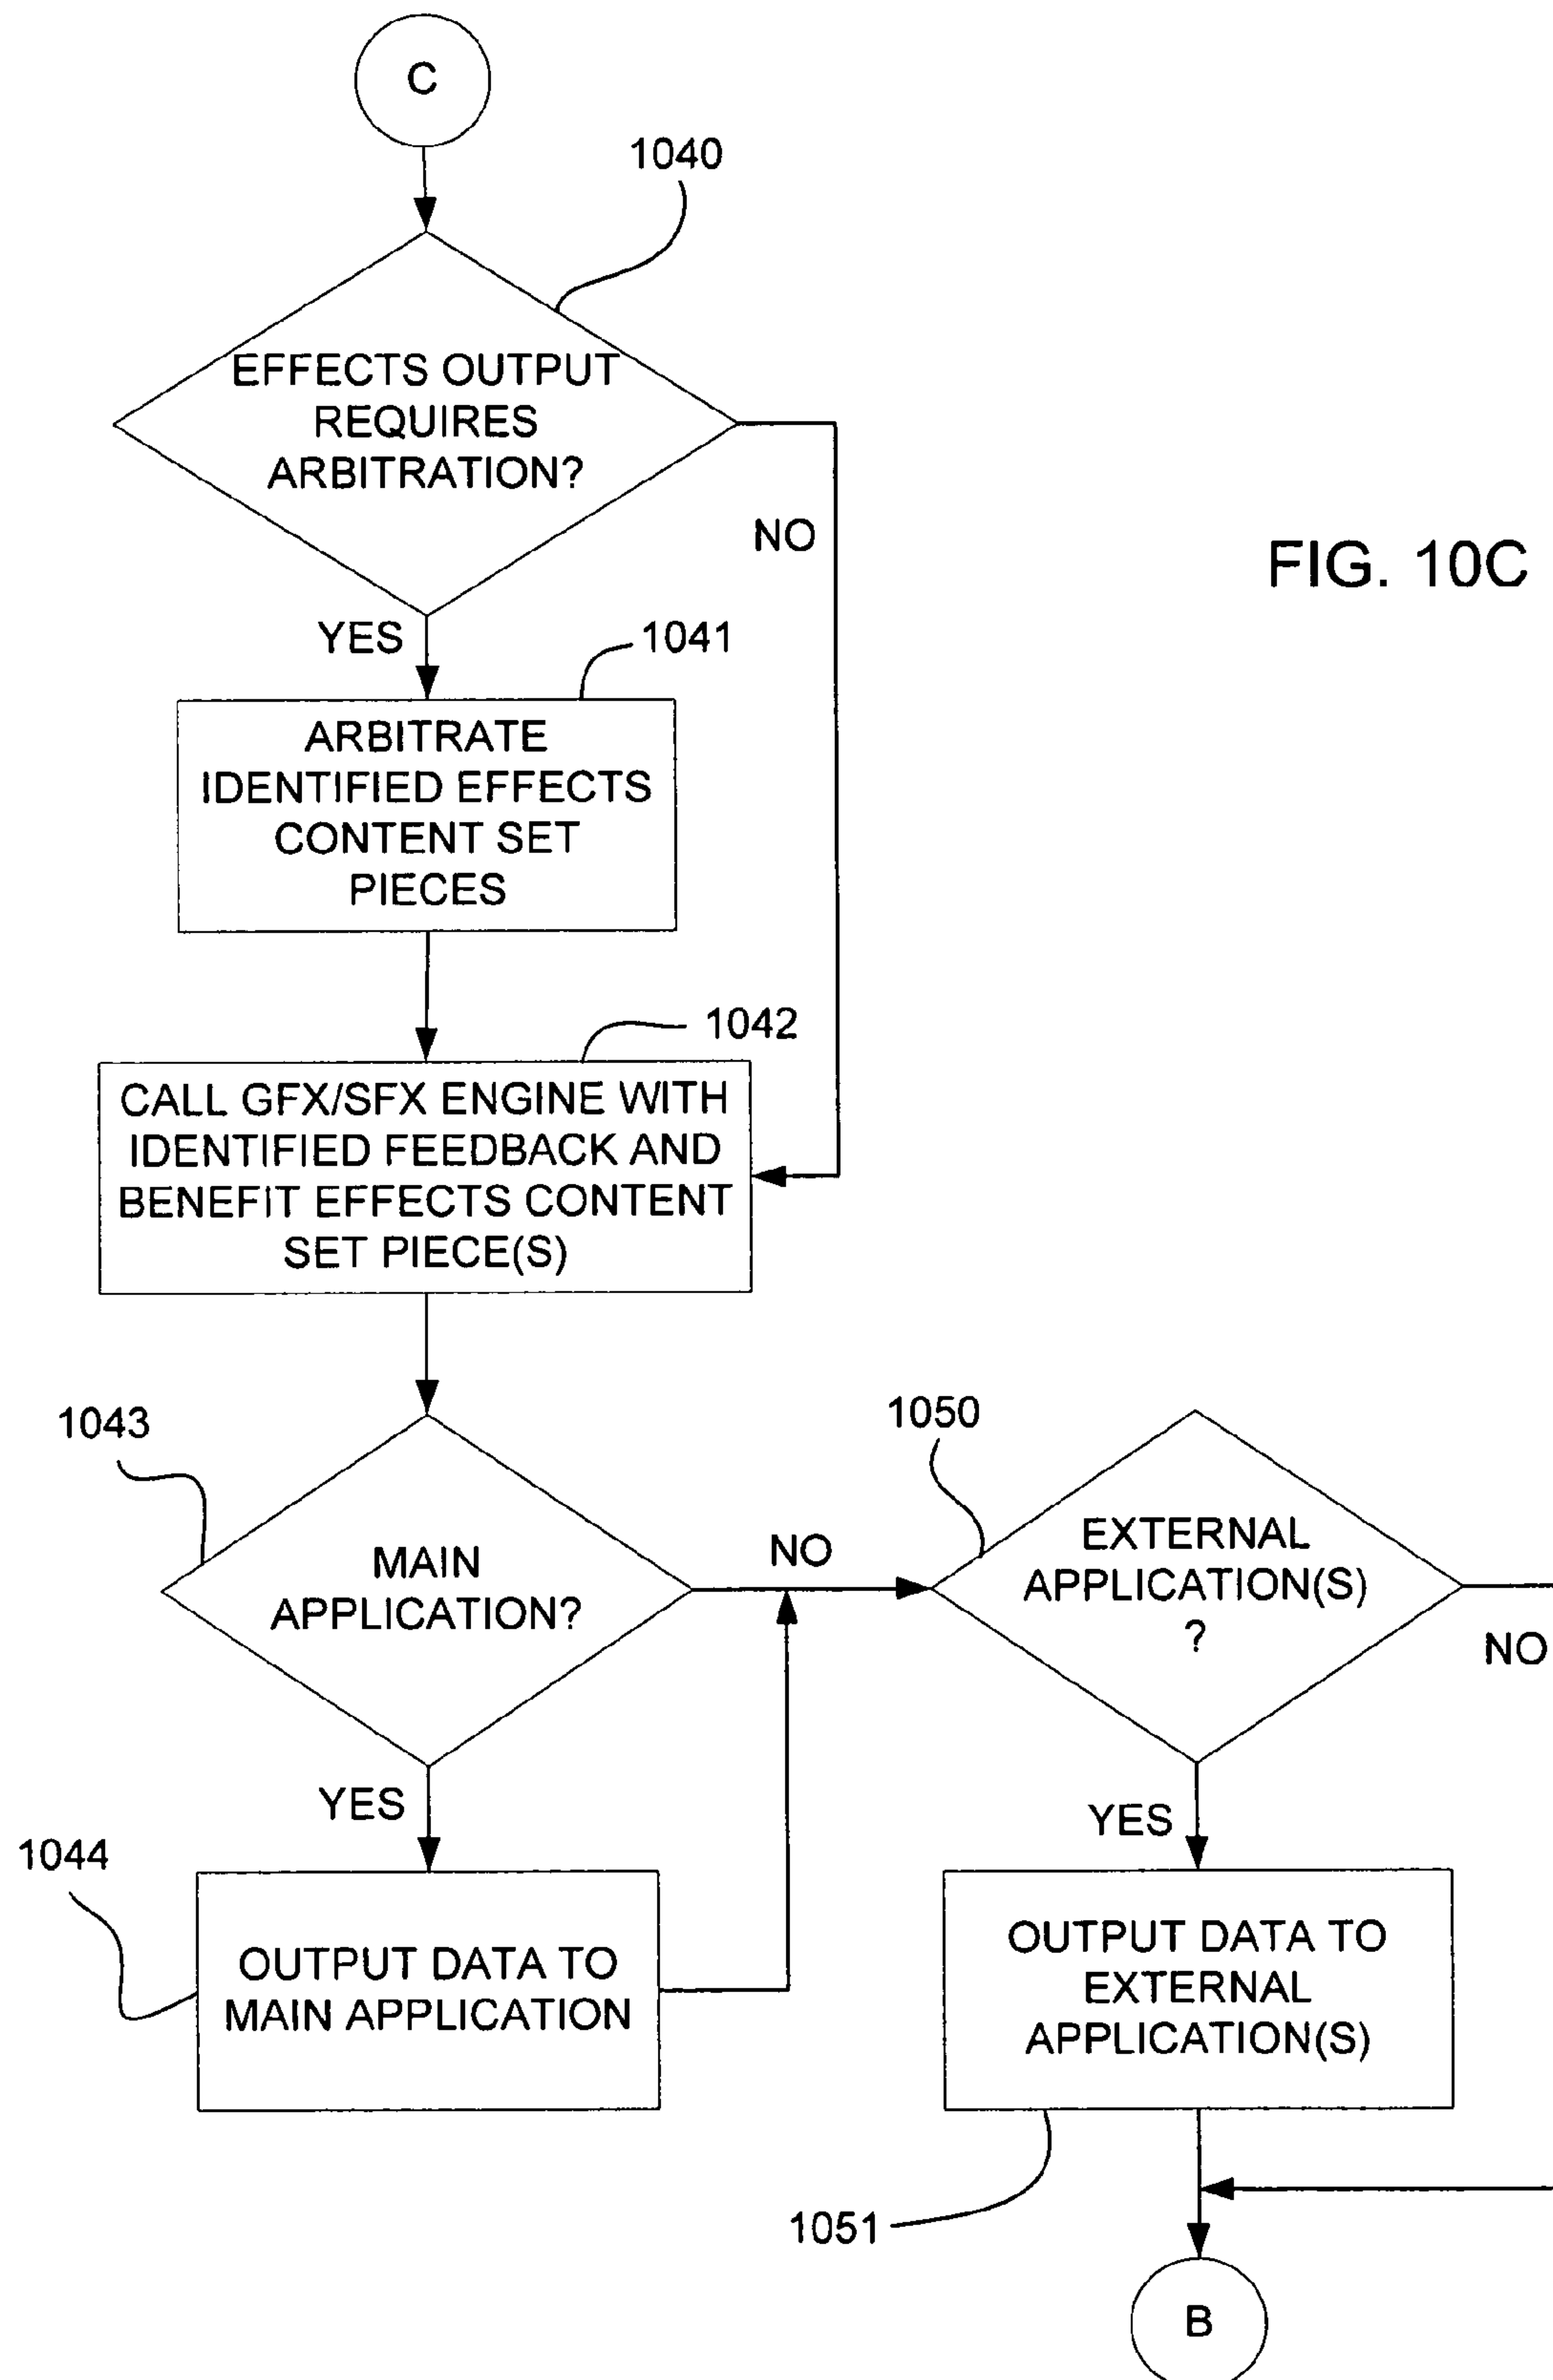 C
1040
EFFECTS OUTPUT
REQUIRES
ARBITRATION?
NO
FIG. 10C
YES
1041
ARBITRATE
IDENTIFIED EFFECTS
CONTENT SET
PIECES
1042
CALL GFX/SFX ENGINE WITH
IDENTIFIED FEEDBACK AND
BENEFIT EFFECTS CONTENT
SET PIECE(S)
1043
MAIN
APPLICATION?
NO
YES
1044
OUTPUT DATA TO
MAIN APPLICATION
1050
EXTERNAL
APPLICATION(S)
?
NO
YES
OUTPUT DATA TO
EXTERNAL
APPLICATION(S)
1051
B